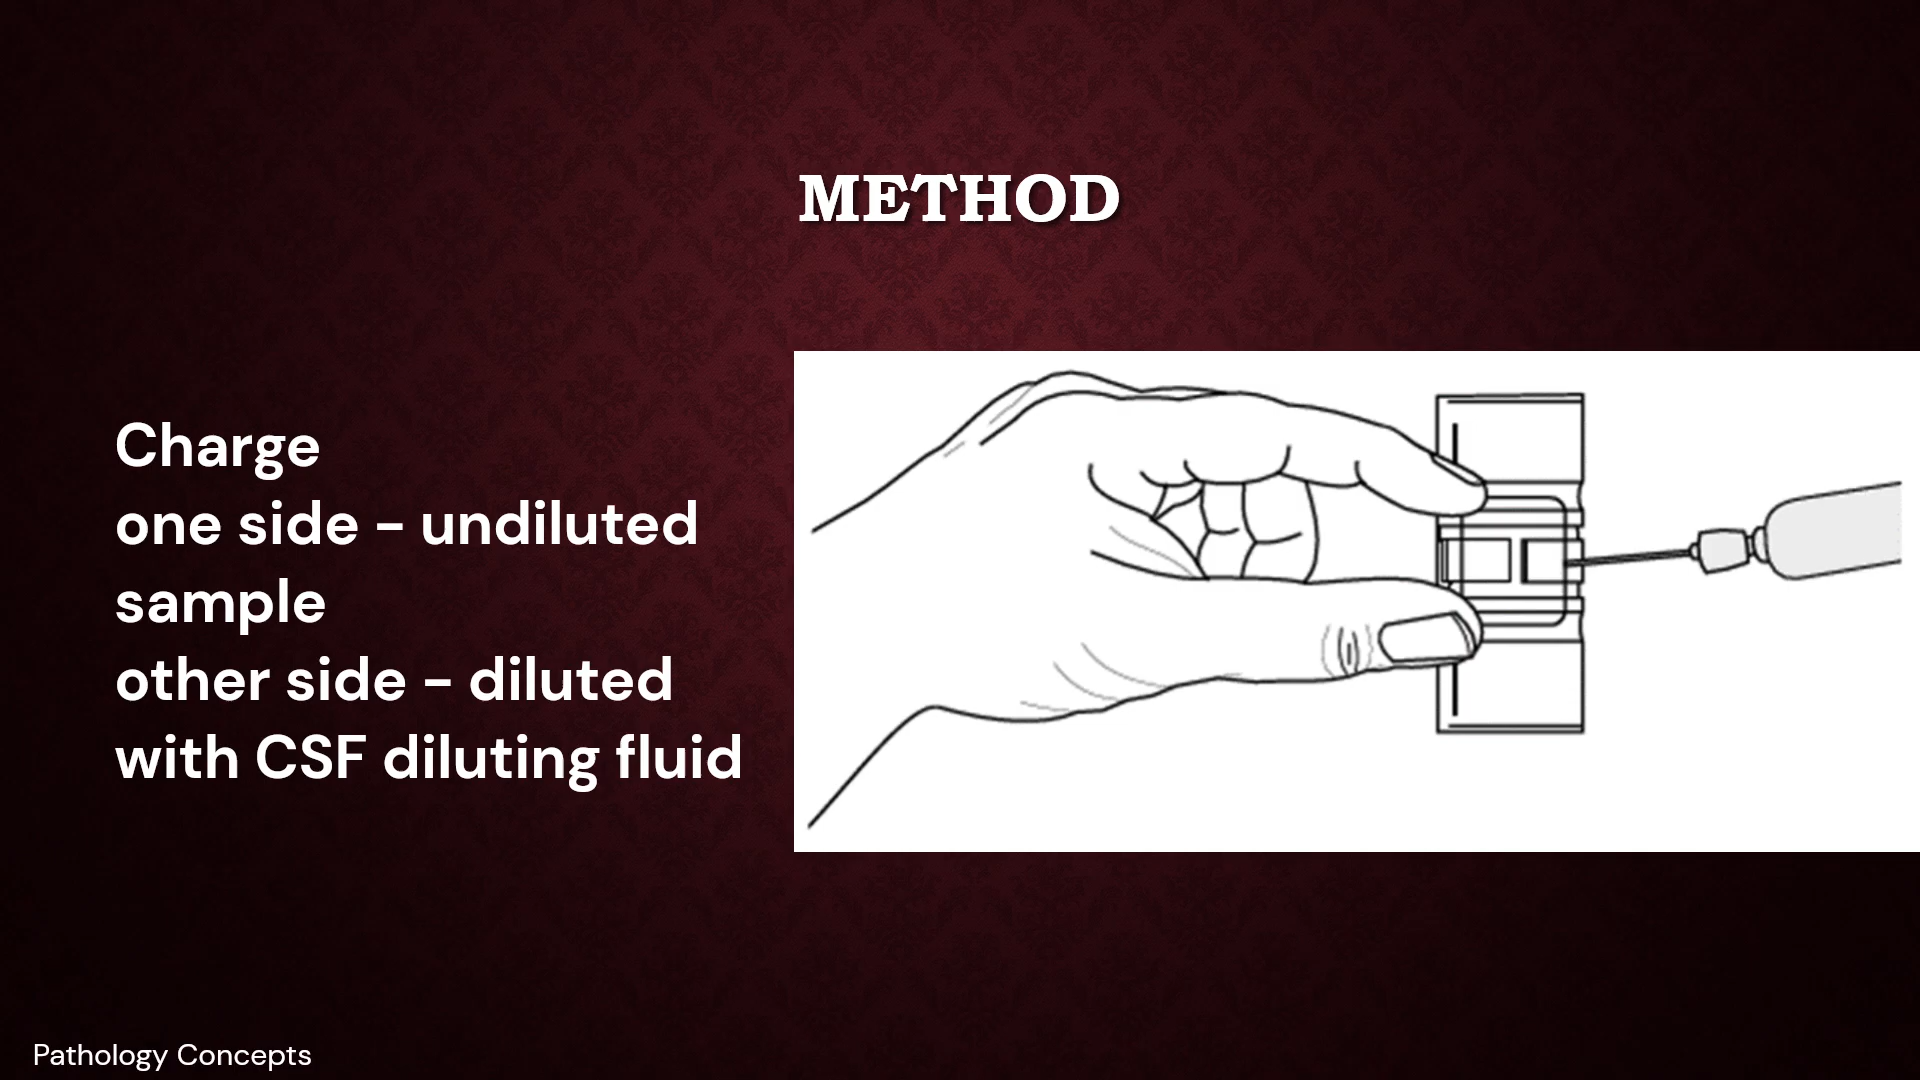 METHOD
Charge
one side – undiluted
sample
other side – diluted
with CSF diluting fluid
Pathology Concepts